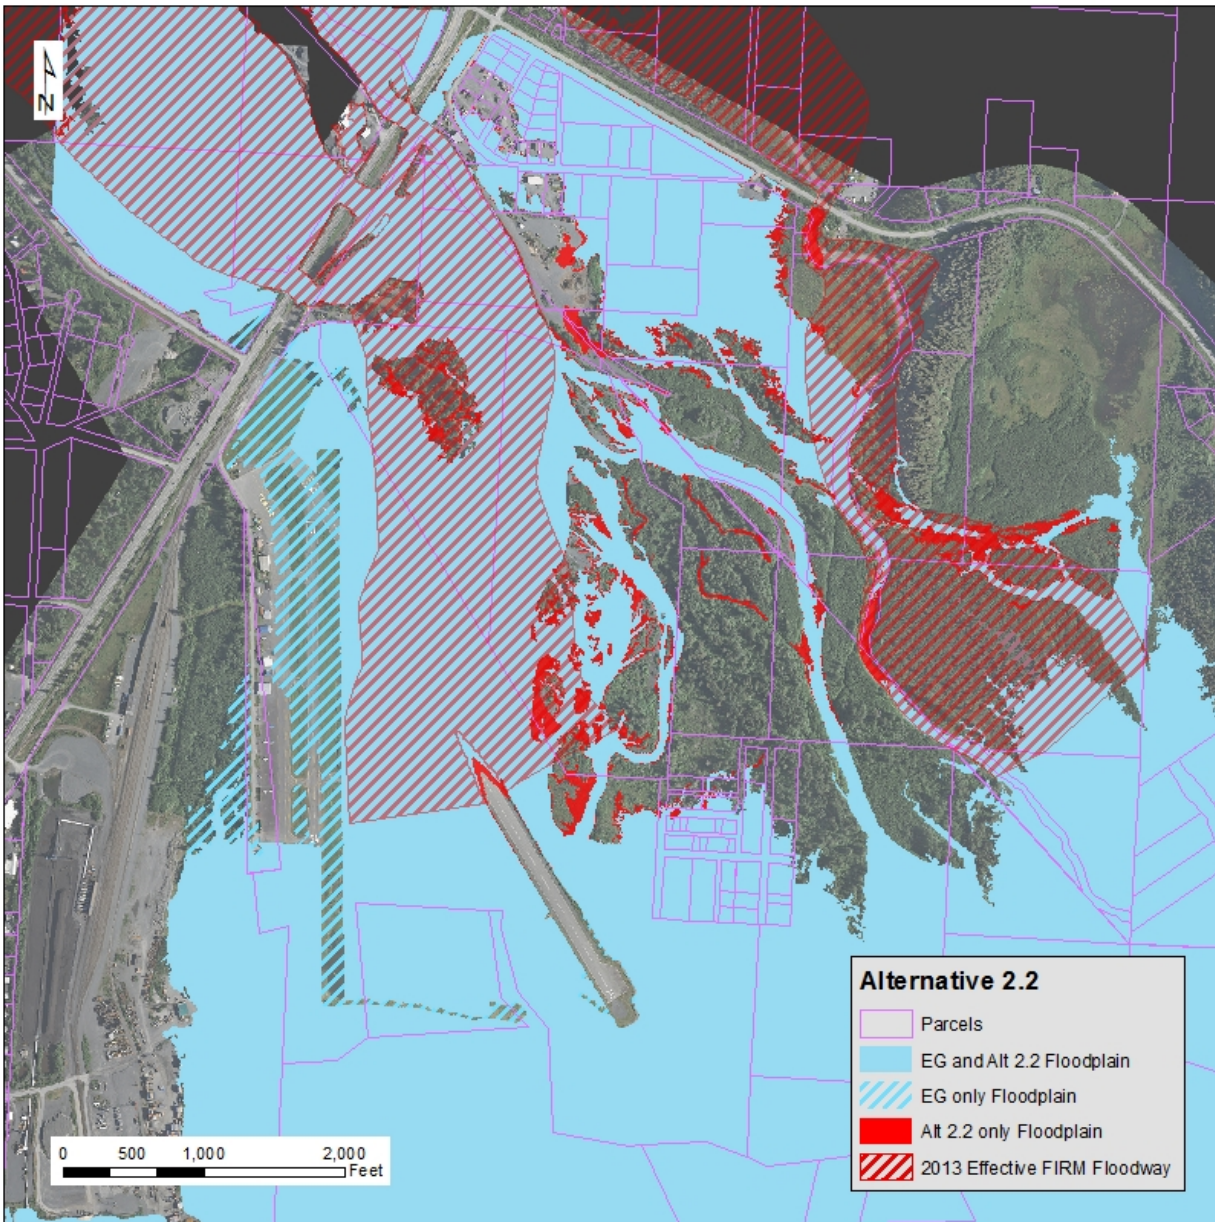 N
Alternative 2.2
Parcels
EG and Alt 2.2 Floodplain
EG only Floodplain
Alt 2.2 only Floodplain
2013 Effective FIRM Floodway
0 500 1,000 2,000
Feet